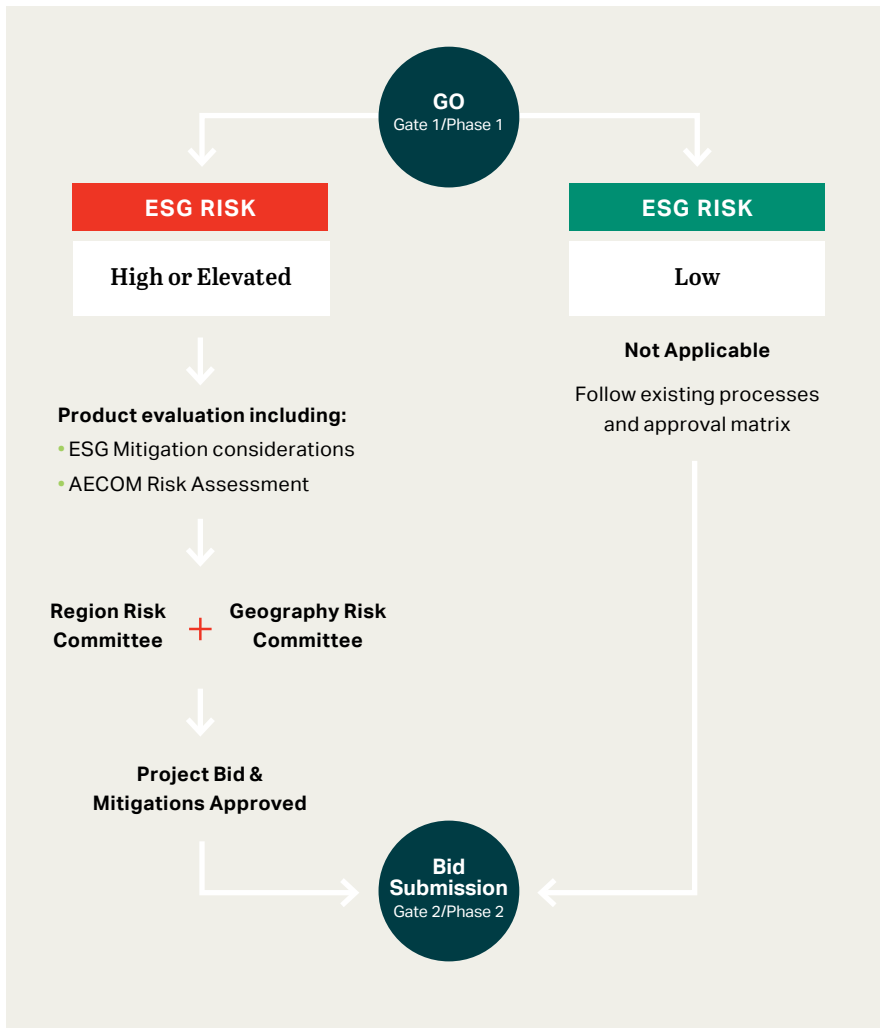 GO
Gate 1/Phase 1
ESG RISK
High or Elevated
Product evaluation including:
• ESG Mitigation considerations
• AECOM Risk Assessment
Region Risk
Committee
+
Geography Risk
Committee
Project Bid &
Mitigations Approved
ESG RISK
Low
Not Applicable
Follow existing processes
and approval matrix
Bid
Submission
Gate 2/Phase 2